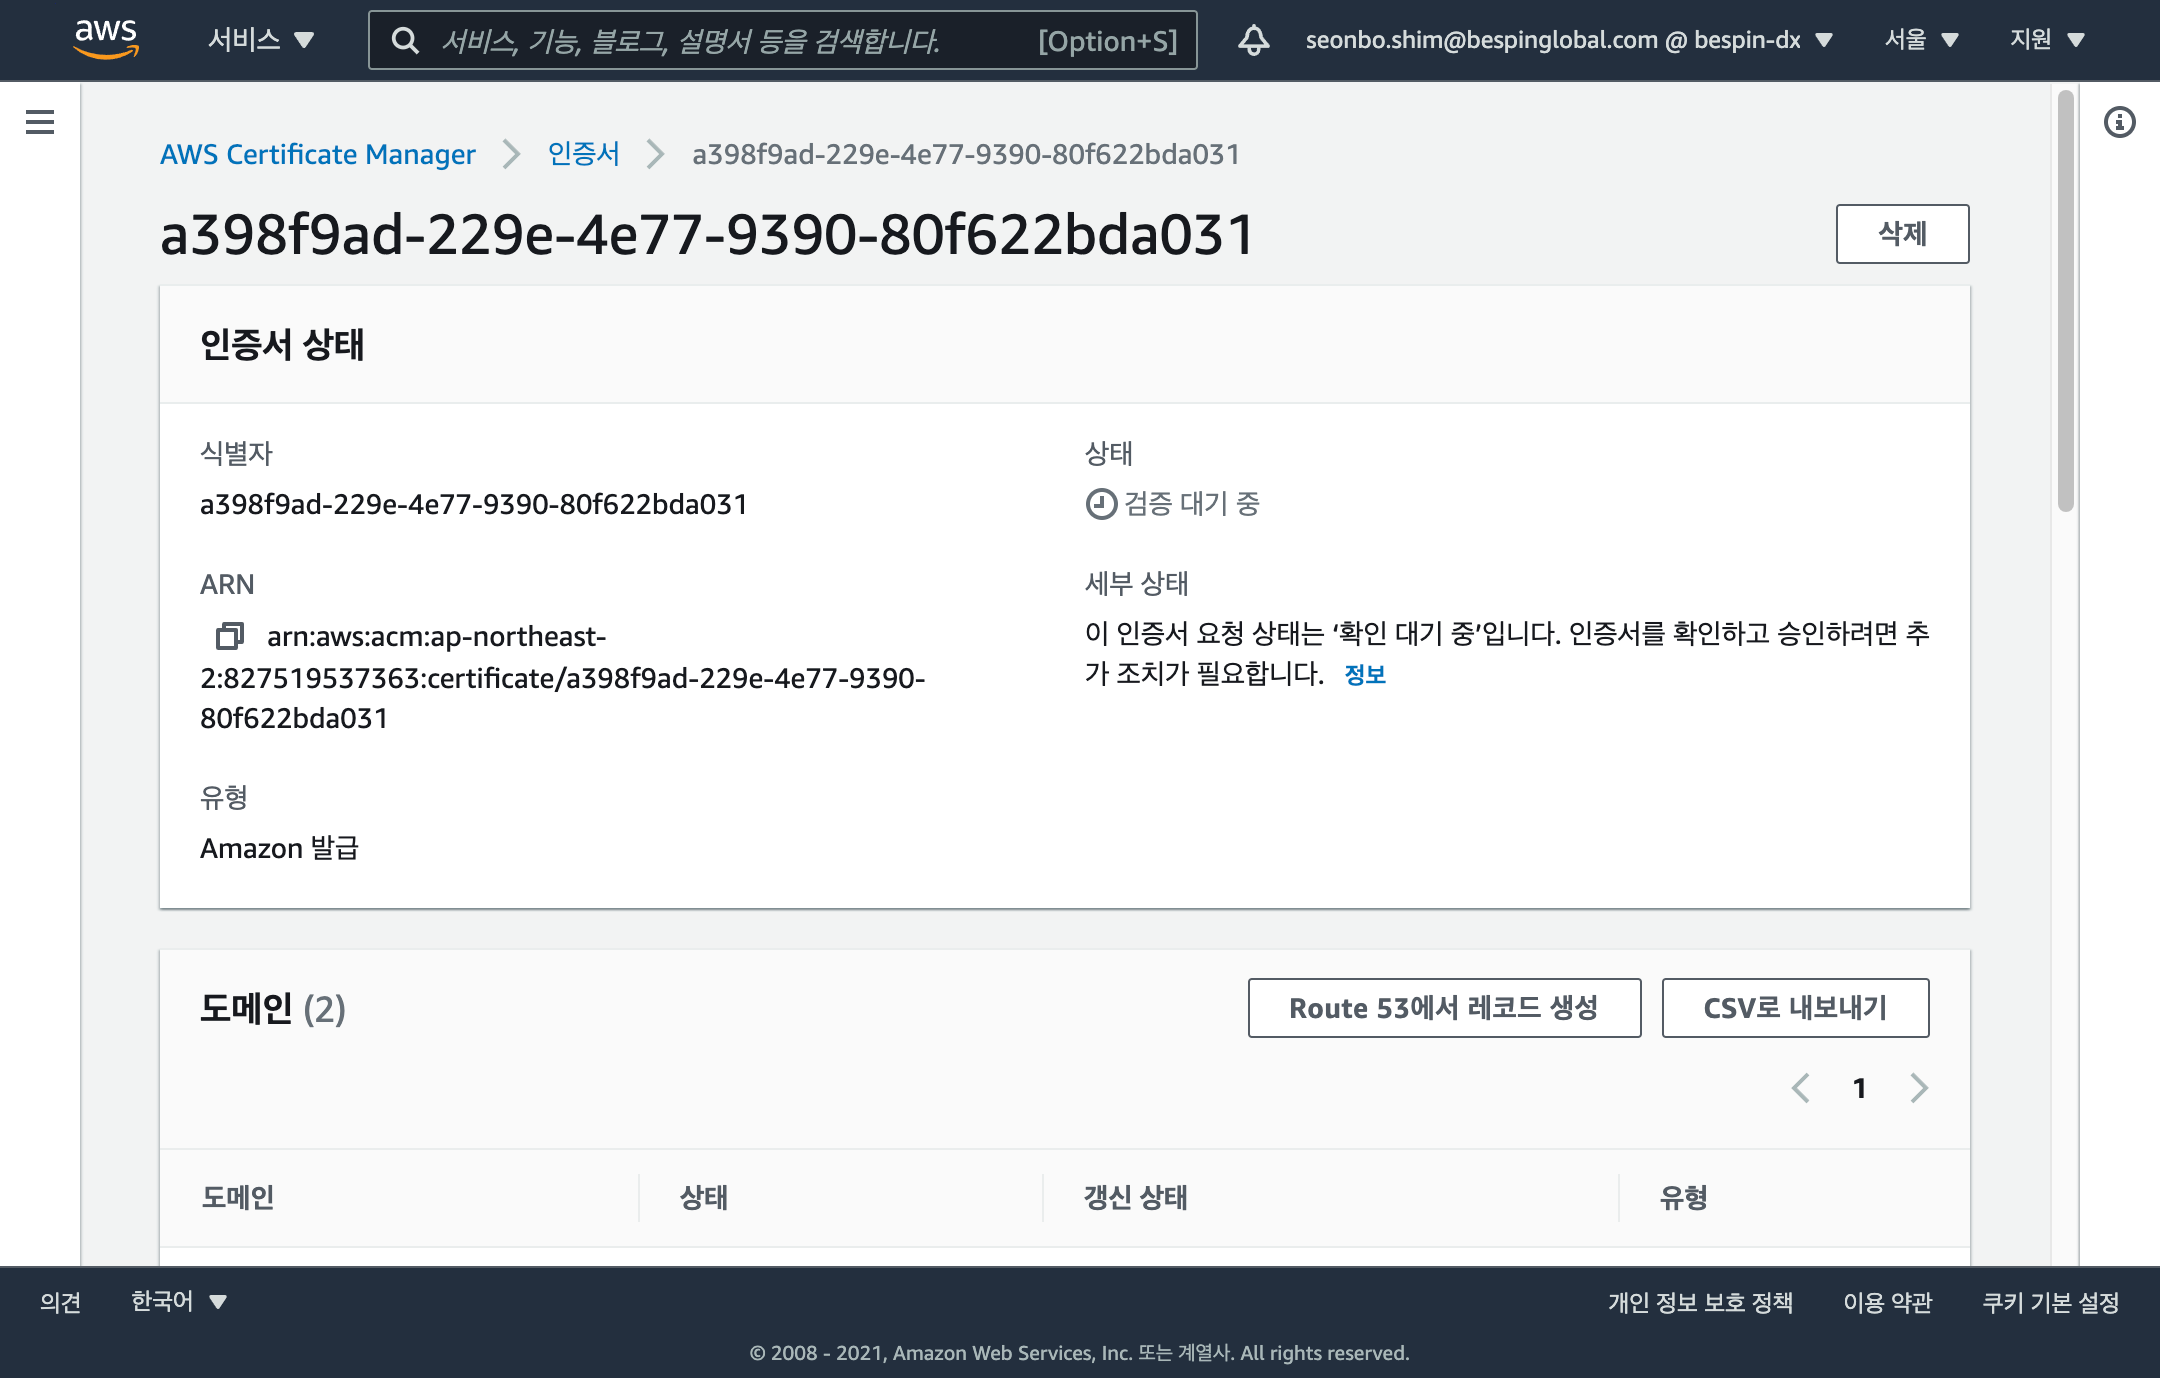 aws
서비스
서비스, 기능, 블로그, 설명서 등을 검색합니다.
[Option+S]
seonbo.shim@bespinglobal.com @ bespin-dx
서울
지원
AWS Certificate Manager
인증서
a398f9ad-229e-4e77-9390-80f622bda031
a398f9ad-229e-4e77-9390-80f622bda031
삭제
인증서 상태
식별자
a398f9ad-229e-4e77-9390-80f622bda031
ARN
arn:aws:acm:ap-northeast-
2:827519537363:certificate/a398f9ad-229e-4e77-9390-
80f622bda031
유형
Amazon 발급
상태
검증 대기 중
세부 상태
이 인증서 요청 상태는 ‘확인 대기 중’입니다. 인증서를 확인하고 승인하려면 추
가 조치가 필요합니다. 정보
도메인 (2)
Route 53에서 레코드 생성
CSV로 내보내기
1
도메인
상태
갱신 상태
유형
의견
한국어
개인 정보 보호 정책
이용 약관
쿠키 기본 설정
© 2008 - 2021, Amazon Web Services, Inc. 또는 계열사. All rights reserved.